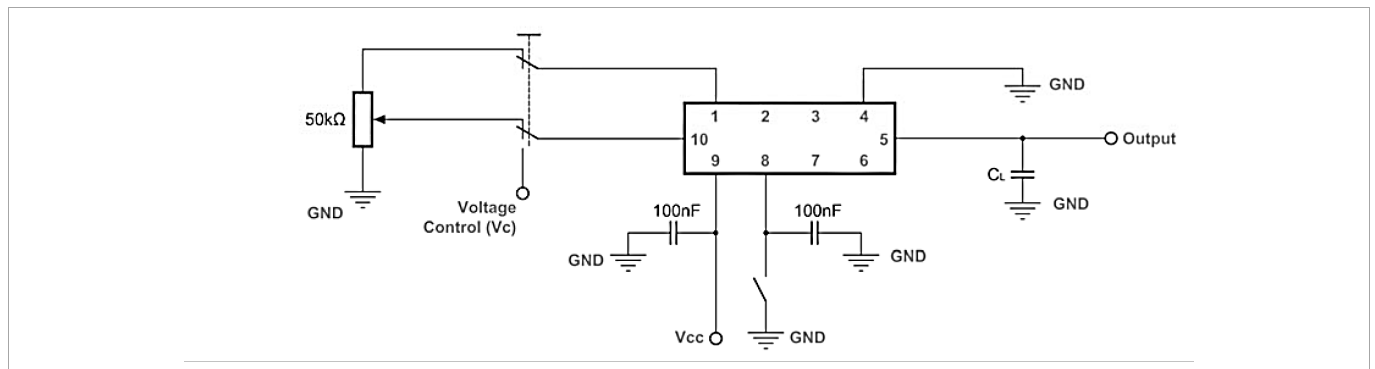 GND
1 2 3 4
50kΩ
10 5
Output
9 8 7 6
CL
GND
Voltage
Control (Vc)
GND
100nF
100nF
GND
GND
Vcc
GND